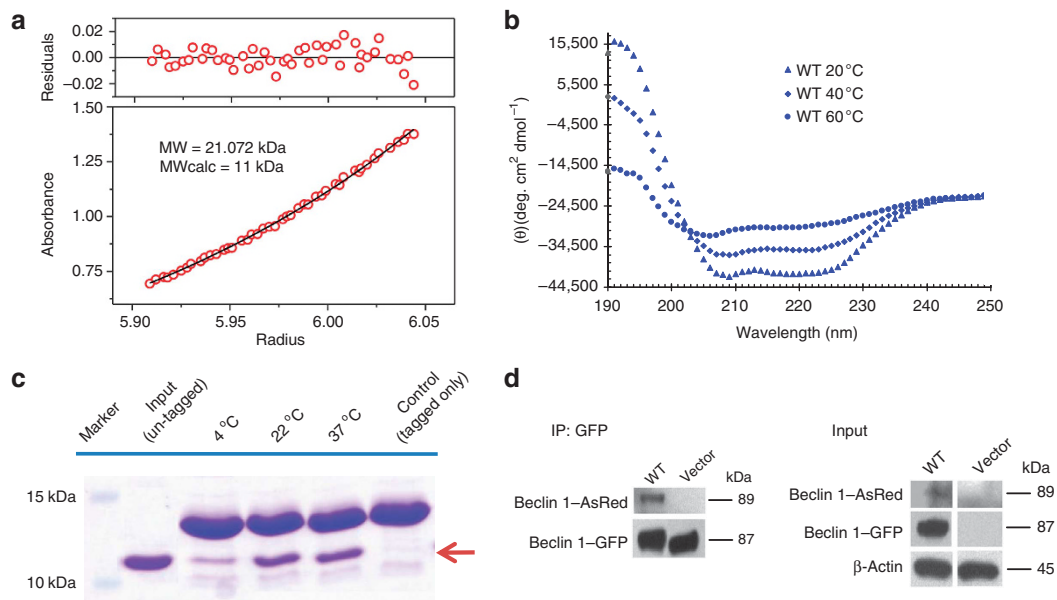 a
Residuals
0.02
0.00
−0.02
1.50
1.25
1.00
0.75
Absorbance
MW = 21.072 kDa
MWcalc = 11 kDa
5.90
5.95
6.00
6.05
Radius
b
(θ)(deg. cm² dmol⁻¹)
15,500
5,500
−4,500
−14,500
−24,500
−34,500
−44,500
WT 20°C
WT 40°C
WT 60°C
190
200
210
220
230
240
250
Wavelength (nm)
c
Marker
Input
(un-tagged)
4 °C
22 °C
37 °C
Control
(tagged only)
15 kDa
10 kDa
d
IP: GFP
WT
Vector
kDa
Beclin 1–AsRed
89
Beclin 1–GFP
87
Input
WT
Vector
kDa
Beclin 1–AsRed
89
Beclin 1–GFP
87
β-Actin
45